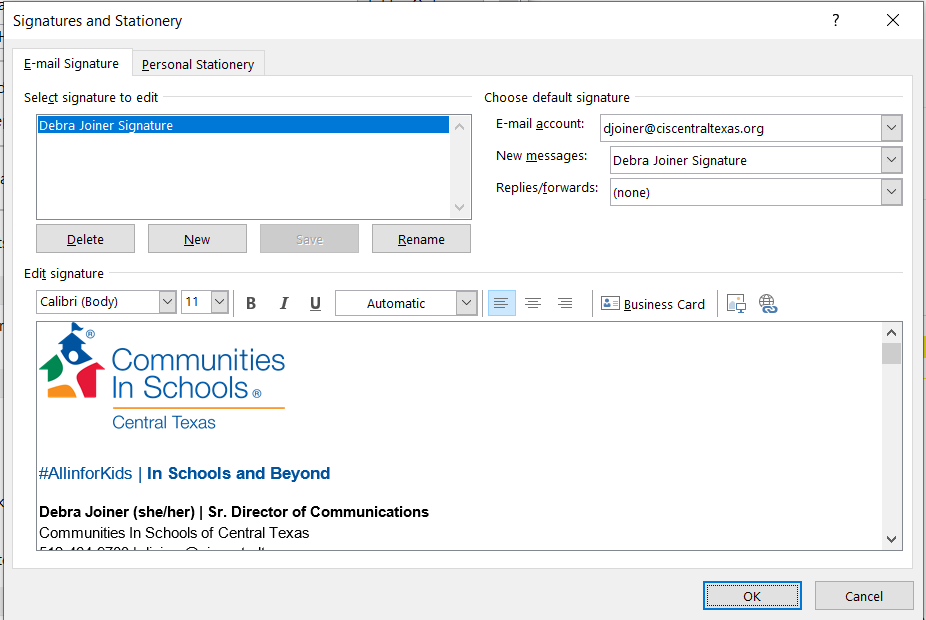 Signatures and Stationery
?
E-mail Signature
Personal Stationery
Select signature to edit
Choose default signature
Debra Joiner Signature
E-mail account:
djoiner@ciscentraltexas.org
New messages:
Debra Joiner Signature
Replies/forwards:
(none)
Delete
New
Save
Rename
Edit signature
Calibri (Body)
11
B
I
U
Automatic
Business Card
Communities
In Schools®
Central Texas
#AllinforKids | In Schools and Beyond
Debra Joiner (she/her) | Sr. Director of Communications
Communities In Schools of Central Texas
OK
Cancel